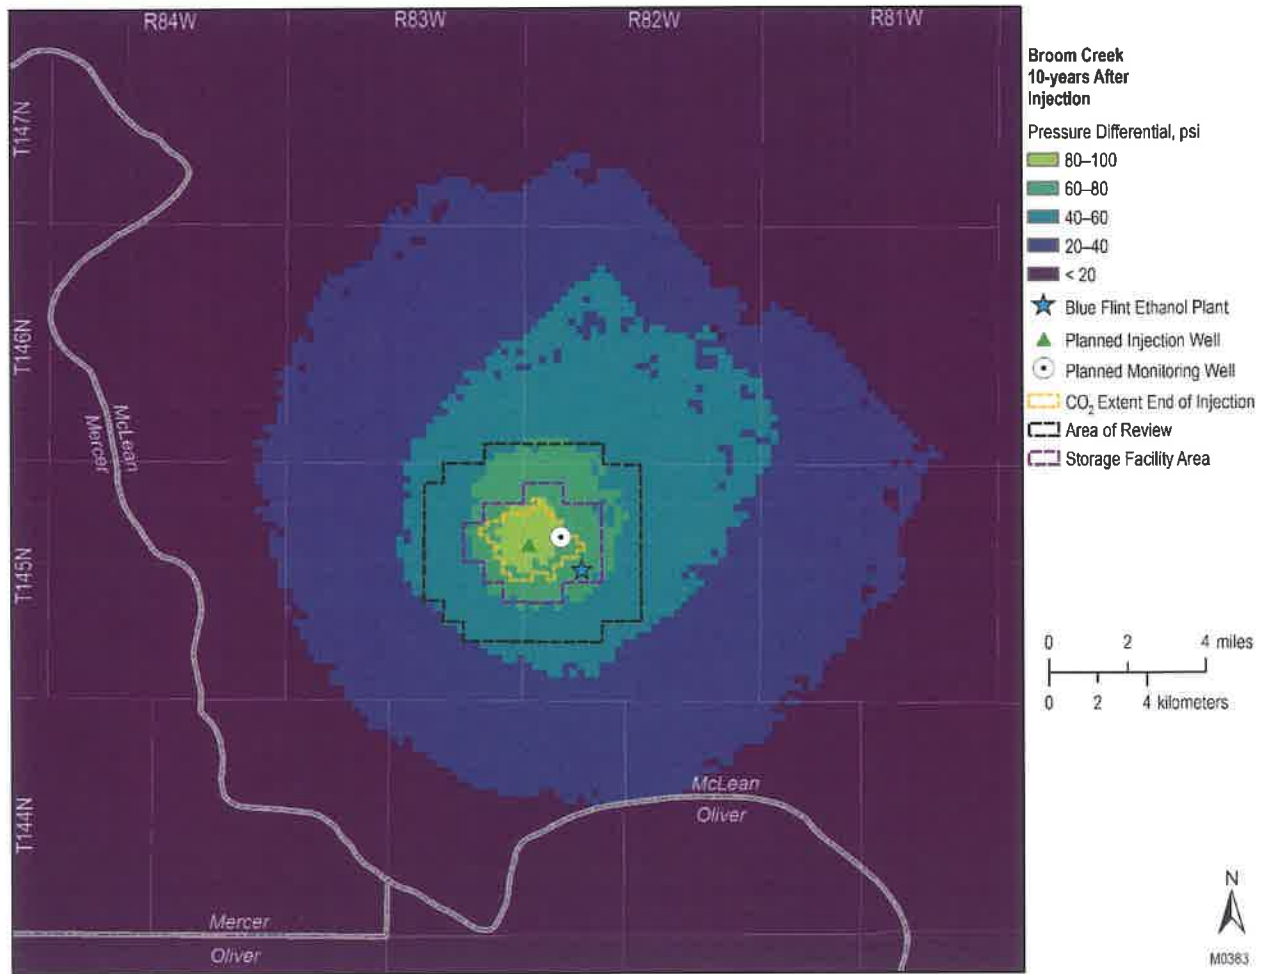 R84W
R83W
R82W
R81W
T147N
T146N
T145N
T144N
McLean
Mercer
McLean
Oliver
Mercer
Oliver
Broom Creek
10-years After
Injection
Pressure Differential, psi
80–100
60–80
40–60
20–40
< 20
Blue Flint Ethanol Plant
Planned Injection Well
Planned Monitoring Well
CO2 Extent End of Injection
Area of Review
Storage Facility Area
0 2 4 miles
0 2 4 kilometers
N
M0363